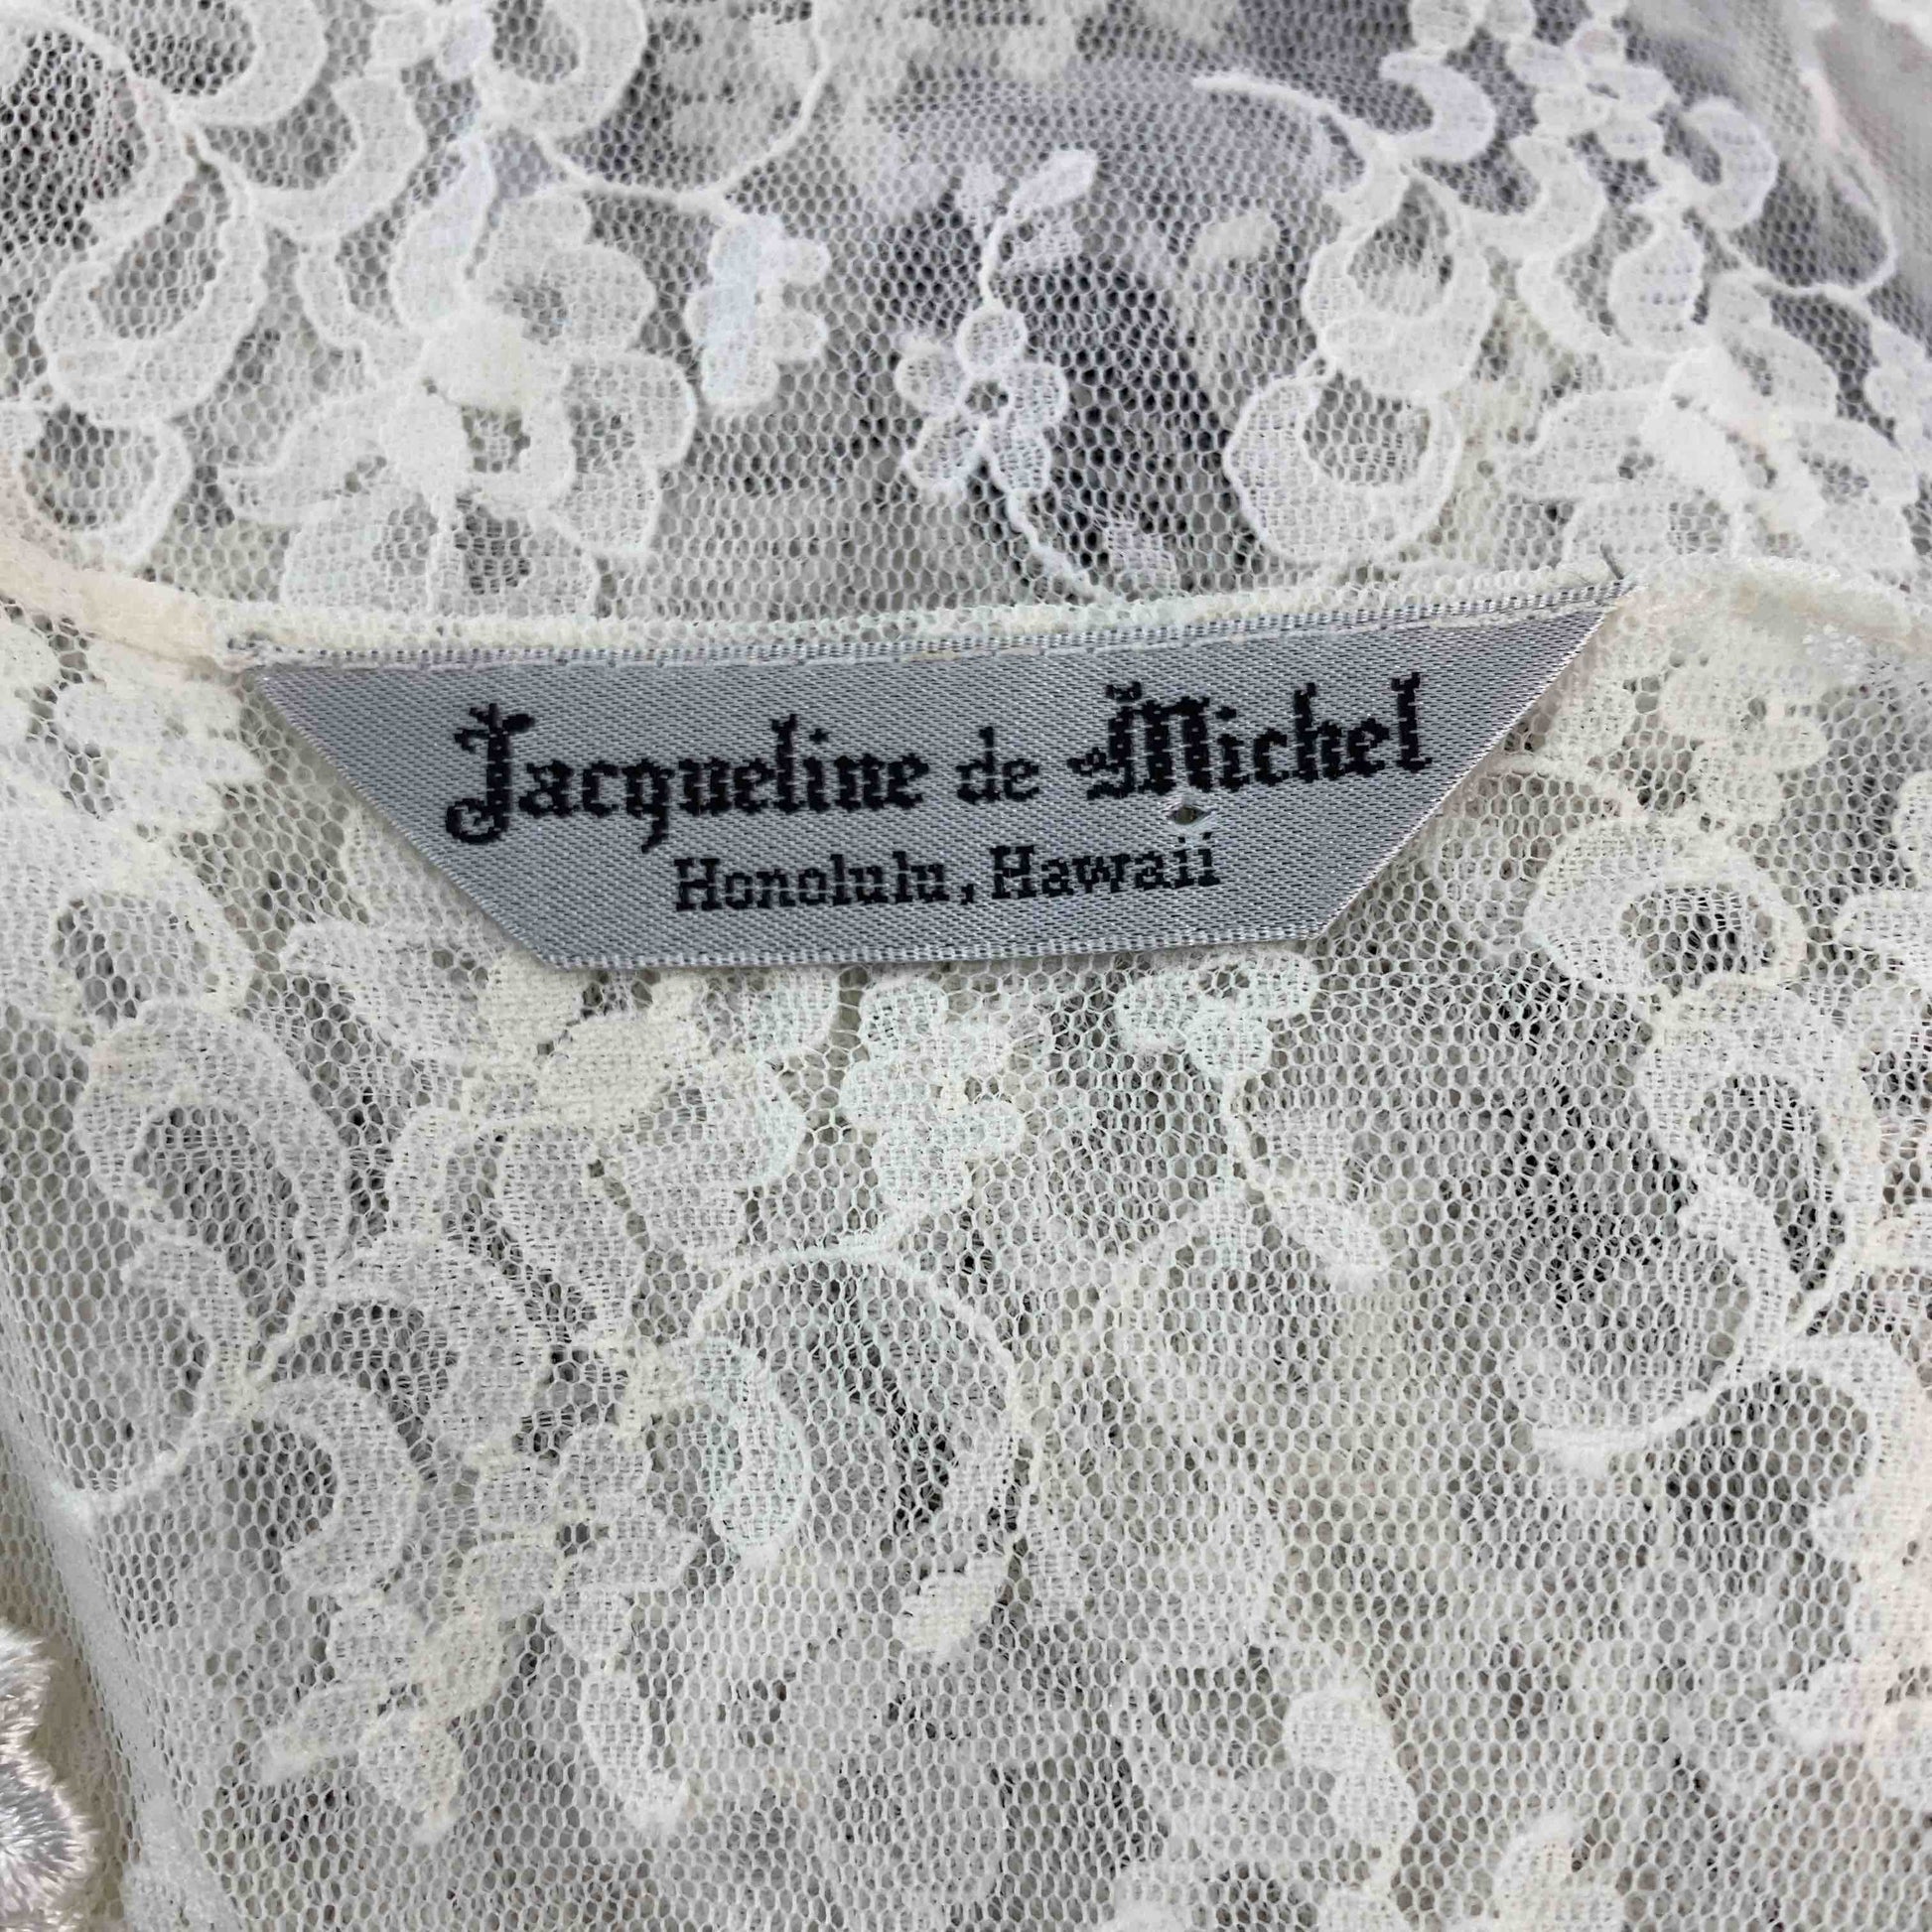 Jacqueline de Michel
Honolulu, Hawaii